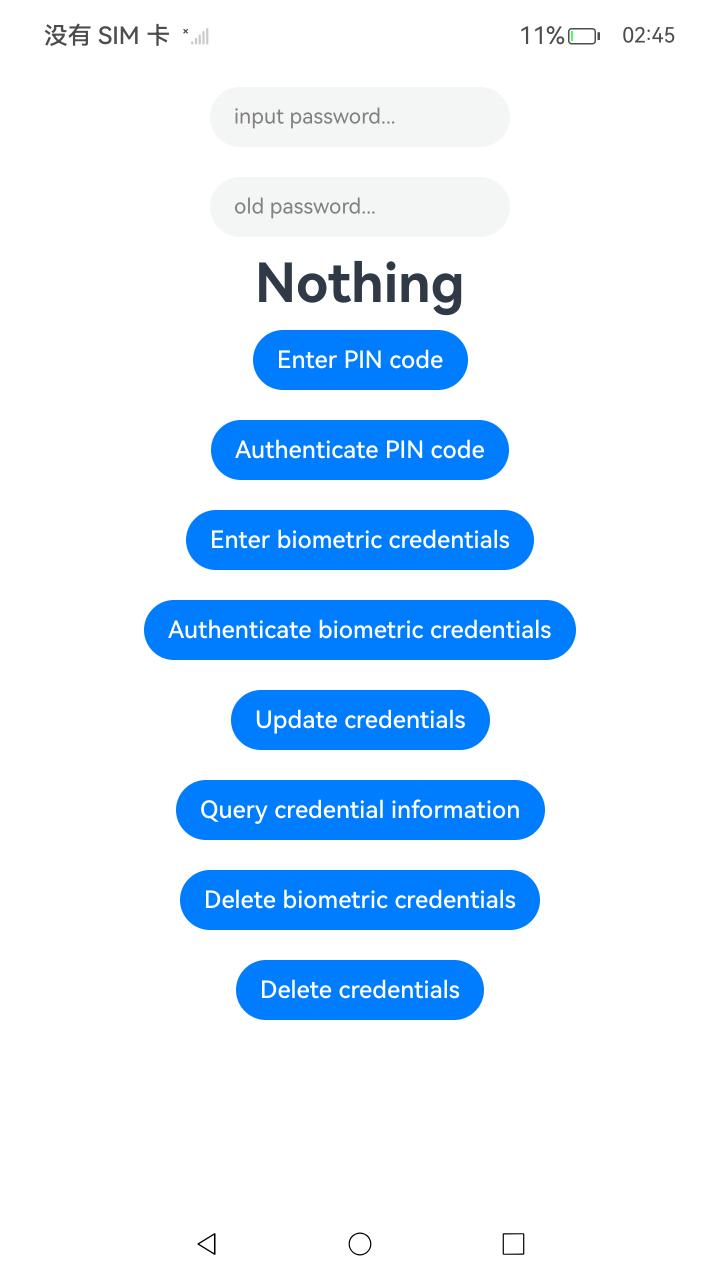 没有 SIM 卡 11% 02:45
input password...
old password...
Nothing
Enter PIN code
Authenticate PIN code
Enter biometric credentials
Authenticate biometric credentials
Update credentials
Query credential information
Delete biometric credentials
Delete credentials